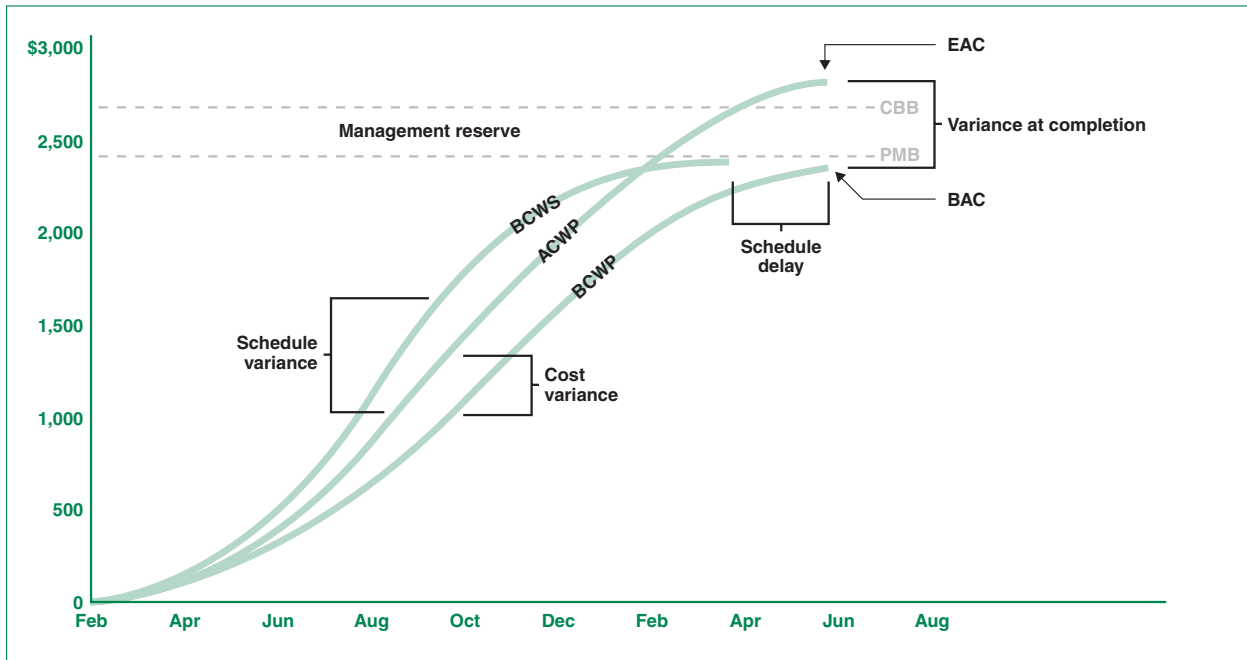 $3,000
EAC
CBB
Management reserve
Variance at completion
2,500
PMB
BAC
BCWS
2,000
ACWP
Schedule
delay
BCWP
1,500
Schedule
variance
Cost
variance
1,000
500
0
Feb Apr Jun Aug Oct Dec Feb Apr Jun Aug